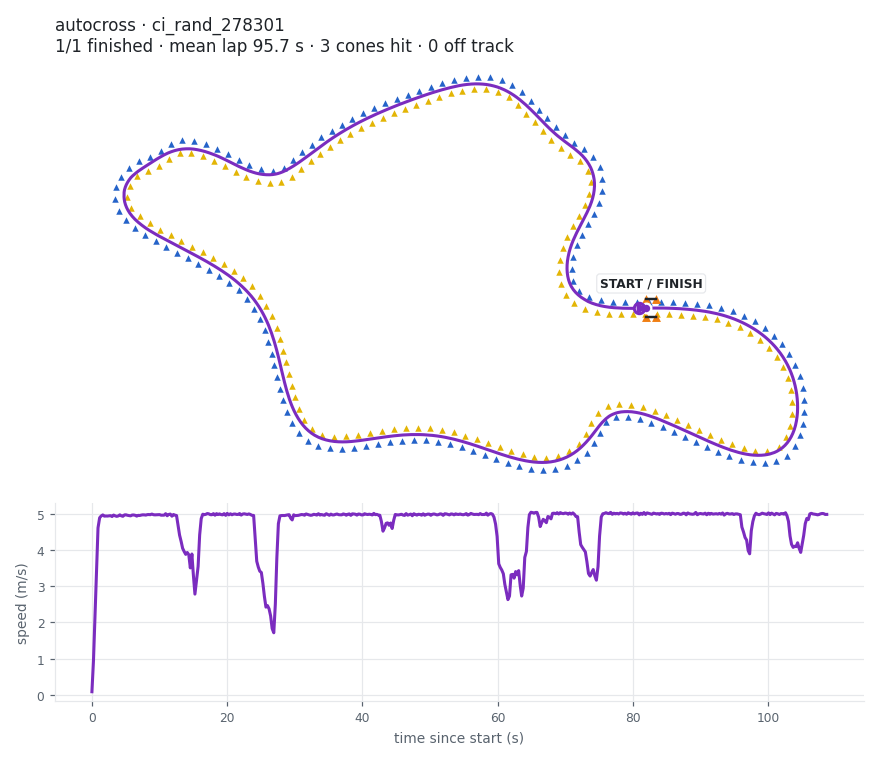 autocross · ci_rand_278301
1/1 finished · mean lap 95.7 s · 3 cones hit · 0 off track
START / FINISH
5
4
3
2
1
0
speed (m/s)
0 20 40 60 80 100
time since start (s)